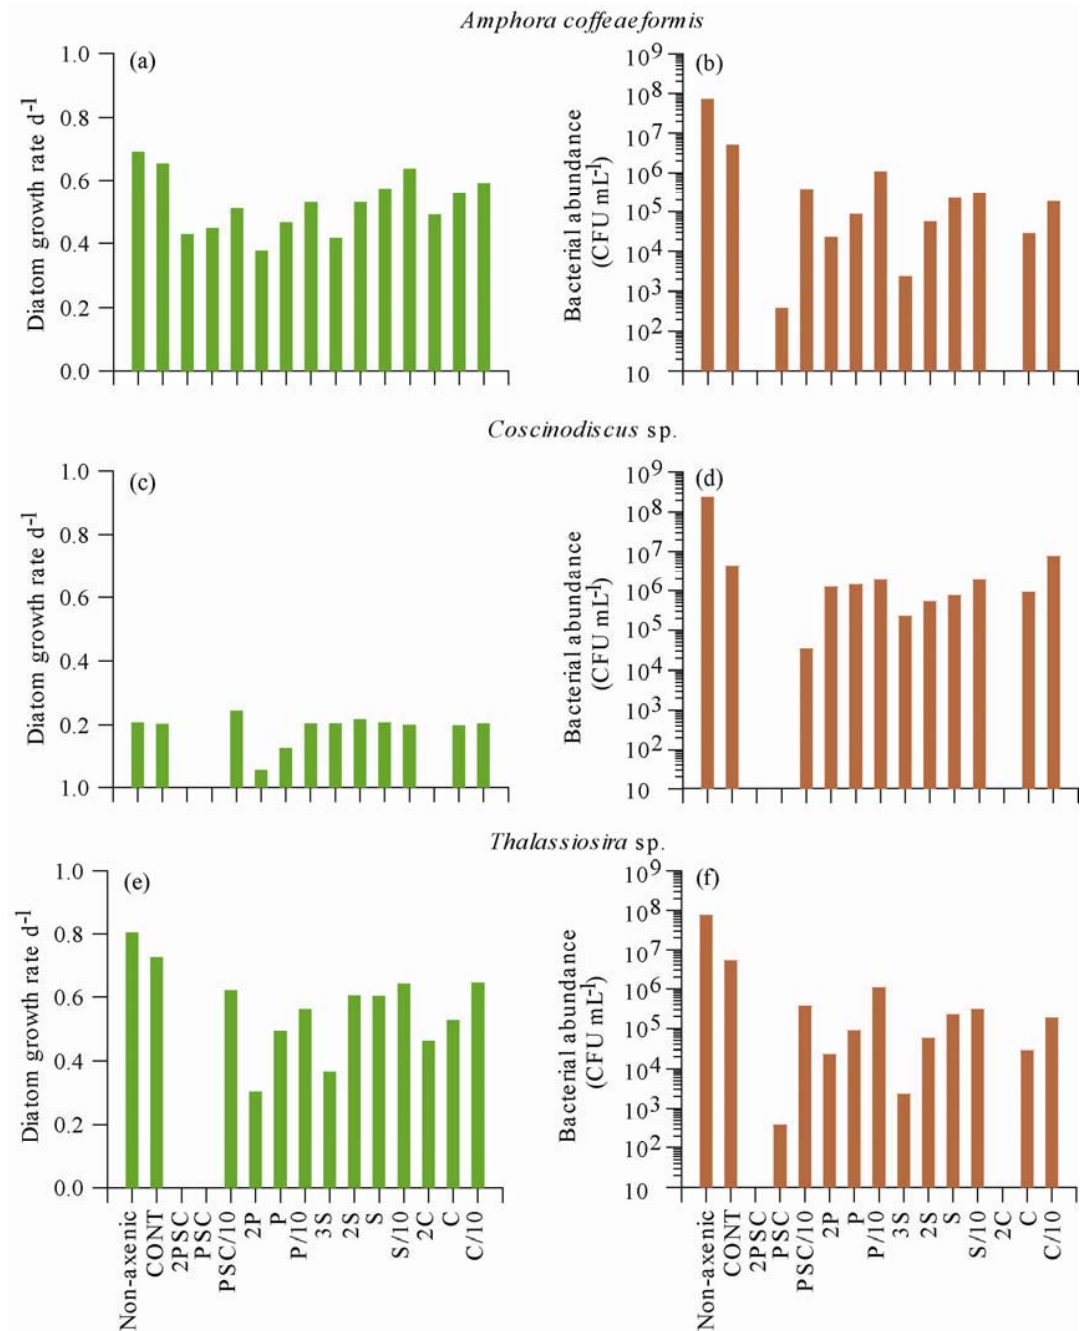 Amphora coffeaeformis
(a)
Diatom growth rate d-1
1.0
0.8
0.6
0.4
0.2
0.0
(b)
Bacterial abundance
(CFU mL-1)
10^9
10^8
10^7
10^6
10^5
10^4
10^3
10^2
10
Coscinodiscus sp.
(c)
Diatom growth rate d-1
1.0
0.8
0.6
0.4
0.2
1.0
(d)
Bacterial abundance
(CFU mL-1)
10^9
10^8
10^7
10^6
10^5
10^4
10^3
10^2
10
Thalassiosira sp.
(e)
Diatom growth rate d-1
1.0
0.8
0.6
0.4
0.2
0.0
Non-axenic
CONT
2PSC
PSC
PSC/10
2P
P
P/10
3S
2S
S
S/10
2C
C
C/10
(f)
Bacterial abundance
(CFU mL-1)
10^9
10^8
10^7
10^6
10^5
10^4
10^3
10^2
10
Non-axenic
CONT
2PSC
PSC
PSC/10
2P
P
P/10
3S
2S
S
S/10
2C
C
C/10